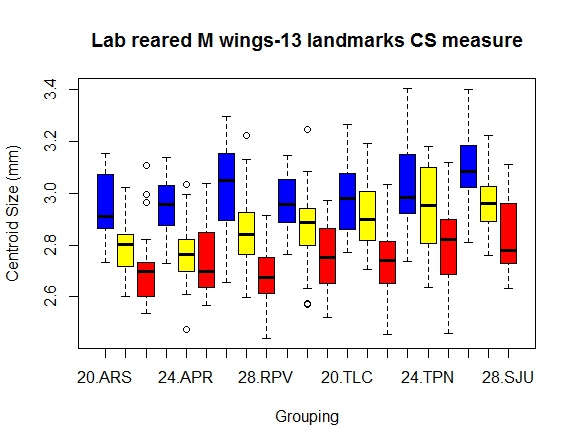 Lab reared M wings-13 landmarks CS measure
3.4
3.2
3.0
2.8
2.6
Centroid Size (mm)
20.ARS 24.APR 28.RPV 20.TLC 24.TPN 28.SJU
Grouping